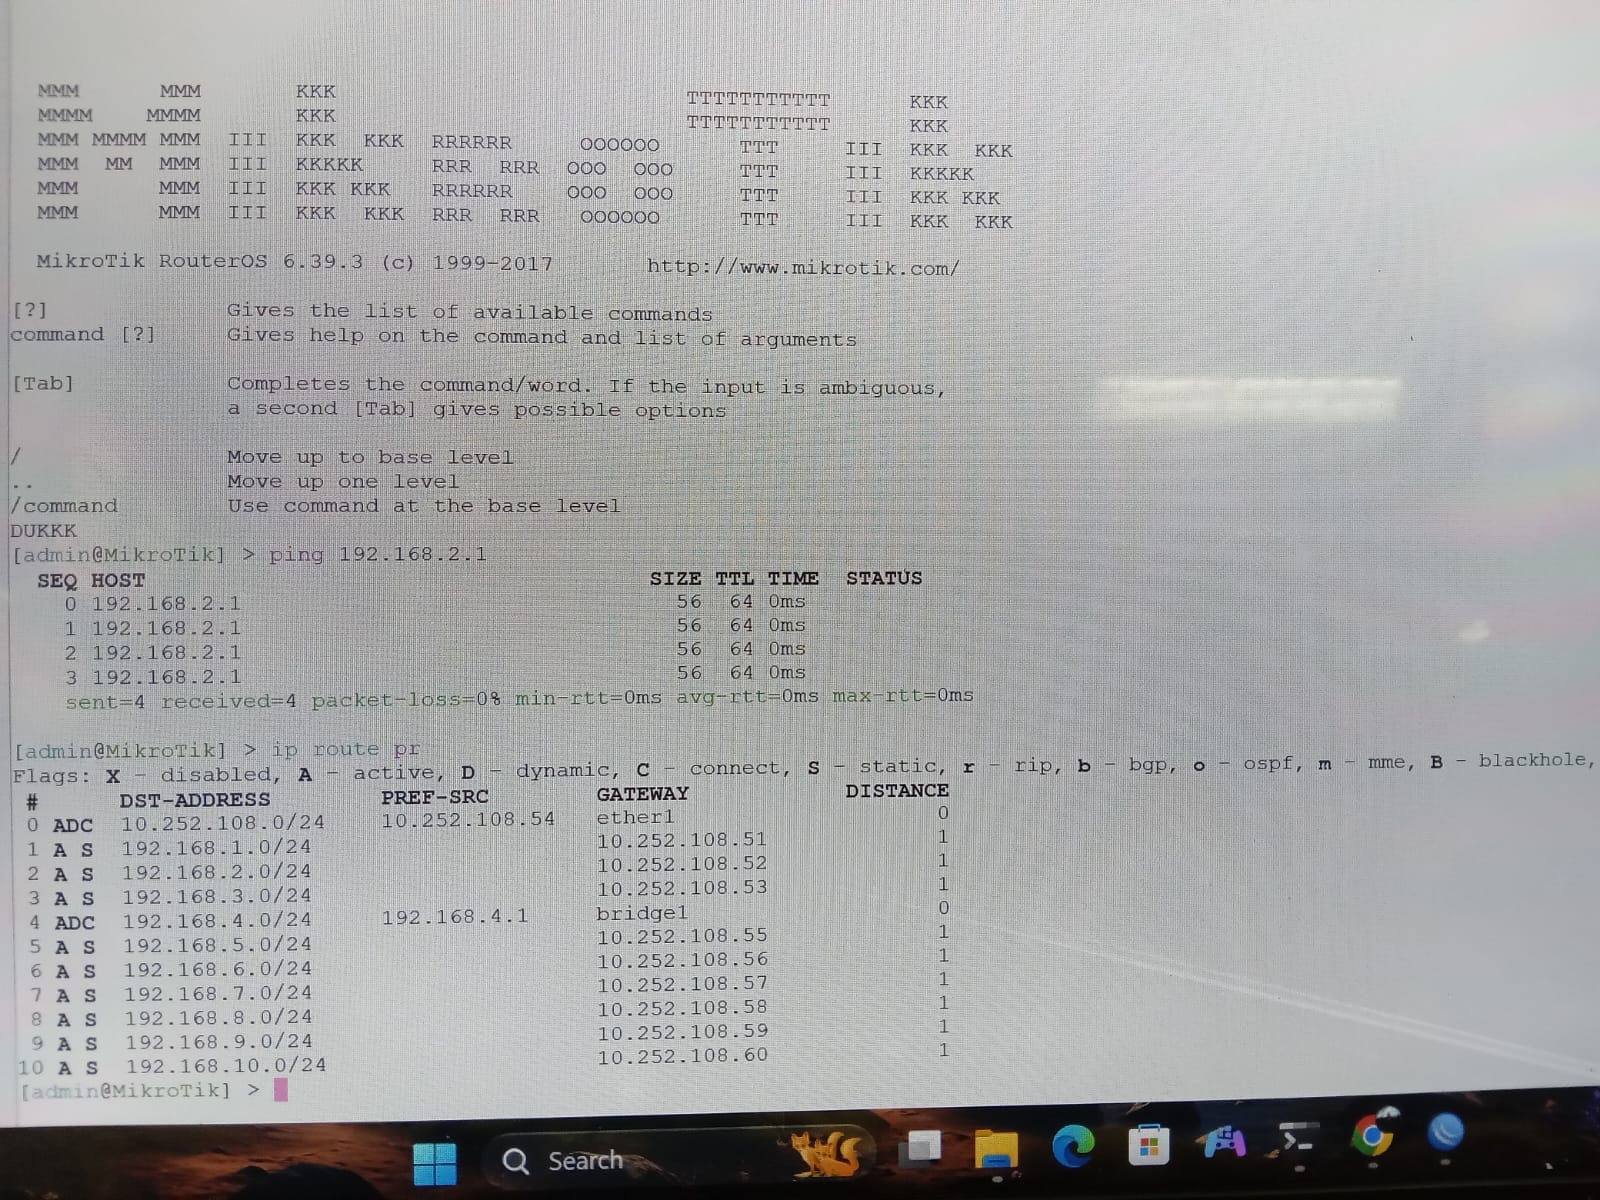 MMM      MMM       KKK                          TTTTTTTTTTT      KKK
MMMM    MMMM       KKK                          TTTTTTTTTTT      KKK
MMM MMMM MMM  III  KKK  KKK  RRRRRR     OOOOOO      TTT     III  KKK  KKK
MMM  MM  MMM  III  KKKKK     RRR  RRR  OOO  OOO     TTT     III  KKKKK
MMM      MMM  III  KKK KKK   RRRRRR    OOO  OOO     TTT     III  KKK KKK
MMM      MMM  III  KKK  KKK  RRR  RRR   OOOOOO      TTT     III  KKK  KKK
MikroTik RouterOS 6.39.3 (c) 1999-2017       http://www.mikrotik.com/
[?]             Gives the list of available commands
command [?]     Gives help on the command and list of arguments
[Tab]           Completes the command/word. If the input is ambiguous,
a second [Tab] gives possible options
/               Move up to base level
..              Move up one level
/command        Use command at the base level
DUKKK
[admin@MikroTik] > ping 192.168.2.1
SEQ HOST                                     SIZE TTL TIME  STATUS
0 192.168.2.1                                56  64 0ms
1 192.168.2.1                                56  64 0ms
2 192.168.2.1                                56  64 0ms
3 192.168.2.1                                56  64 0ms
sent=4 received=4 packet-loss=0% min-rtt=0ms avg-rtt=0ms max-rtt=0ms
[admin@MikroTik] > ip route pr
Flags: X - disabled, A - active, D - dynamic, C - connect, S - static, r - rip, b - bgp, o - ospf, m - mme, B - blackhole,
#      DST-ADDRESS        PREF-SRC        GATEWAY            DISTANCE
0 ADC  10.252.108.0/24    10.252.108.54   ether1                    0
1 A S  192.168.1.0/24                     10.252.108.51             1
2 A S  192.168.2.0/24                     10.252.108.52             1
3 A S  192.168.3.0/24                     10.252.108.53             1
4 ADC  192.168.4.0/24     192.168.4.1     bridge1                   0
5 A S  192.168.5.0/24                     10.252.108.55             1
6 A S  192.168.6.0/24                     10.252.108.56             1
7 A S  192.168.7.0/24                     10.252.108.57             1
8 A S  192.168.8.0/24                     10.252.108.58             1
9 A S  192.168.9.0/24                     10.252.108.59             1
10 A S  192.168.10.0/24                    10.252.108.60             1
[admin@MikroTik] >
Search